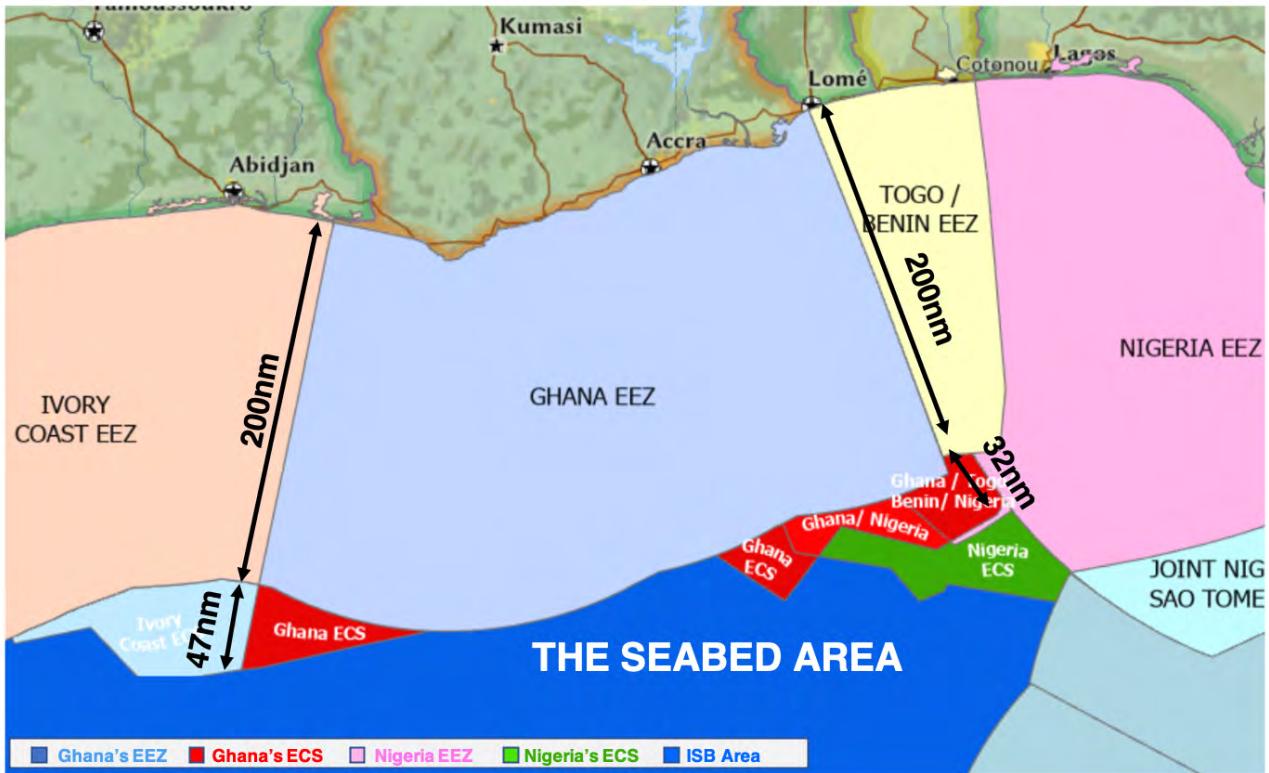 Kumasi
Lomé
Cotonou
Lagos
Accra
Abidjan
TOGO /
BENIN EEZ
200nm
NIGERIA EEZ
GHANA EEZ
200nm
IVORY
COAST EEZ
32nm
Ghana / Togo
Benin/ Nigeria
Ghana/ Nigeria
Ghana
ECS
Nigeria
ECS
JOINT NIG
SAO TOME
Ivory
Coast
47nm
Ghana ECS
THE SEABED AREA
Ghana's EEZ
Ghana's ECS
Nigeria EEZ
Nigeria's ECS
ISB Area